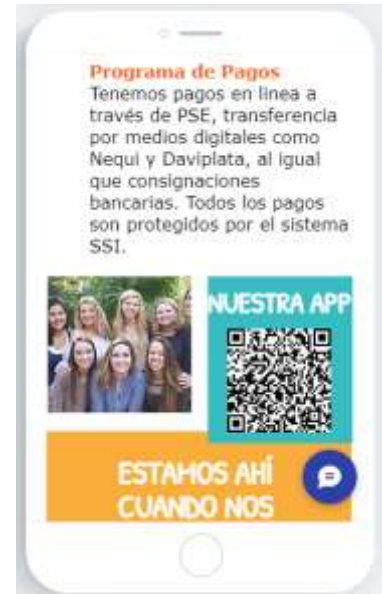 Programa de Pagos
Tenemos pagos en linea a
través de PSE, transferencia
por medios digitales como
Nequi y Daviplata, al igual
que consignaciones
bancarias. Todos los pagos
son protegidos por el sistema
SSI.
NUESTRA APP
ESTAMOS AHÍ
CUANDO NOS